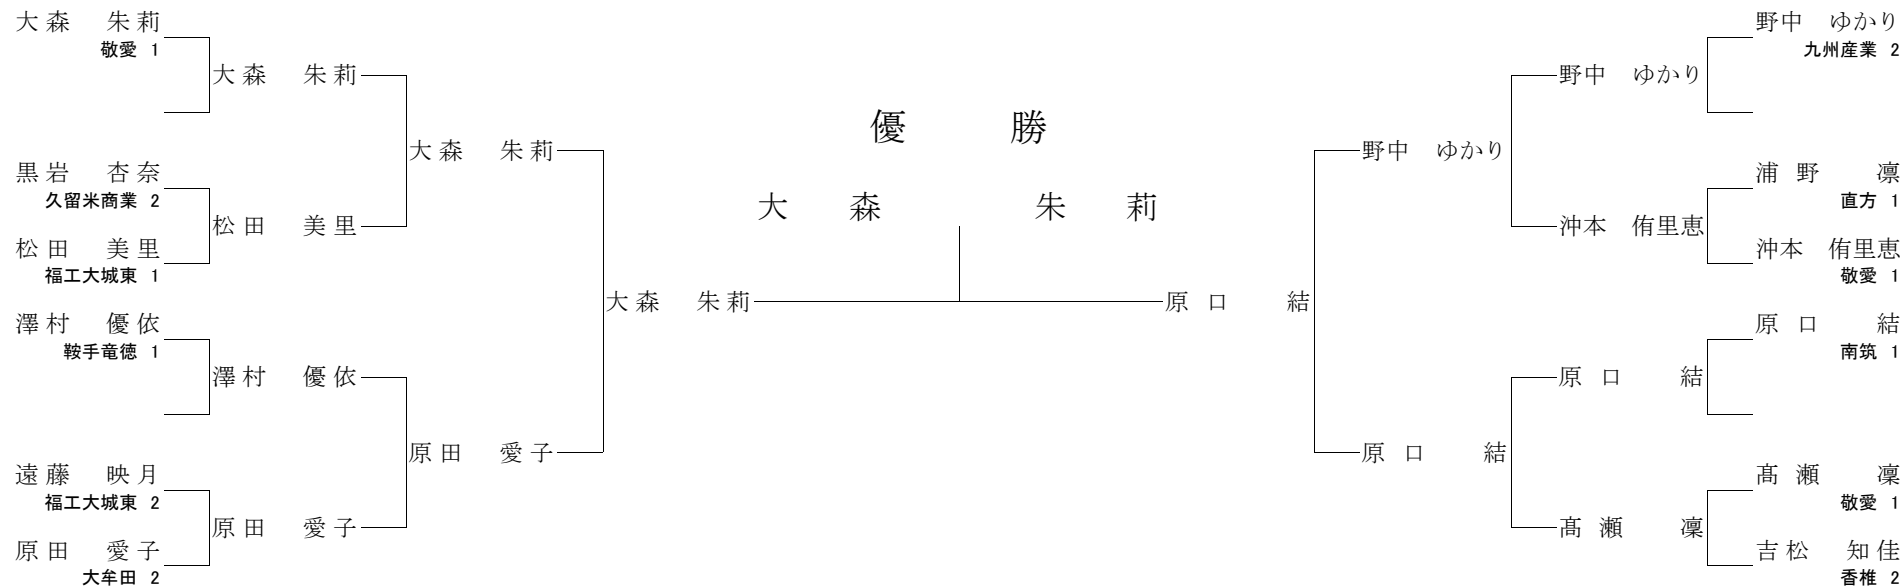 大森 朱莉
敬愛 1
黒岩 杏奈
久留米商業 2
松田 美里
福工大城東 1
澤村 優依
鞍手竜徳 1
遠藤 映月
福工大城東 2
原田 愛子
大牟田 2
大森 朱莉
松田 美里
澤村 優依
原田 愛子
大森 朱莉
原田 愛子
大森 朱莉
優 勝
大森 朱莉
原口 結
野中 ゆかり
原口 結
野中 ゆかり
沖本 侑里恵
原口 結
髙瀬 凜
野中 ゆかり
九州産業 2
浦野 凛
直方 1
沖本 侑里恵
敬愛 1
原口 結
南筑 1
髙瀬 凜
敬愛 1
吉松 知佳
香椎 2